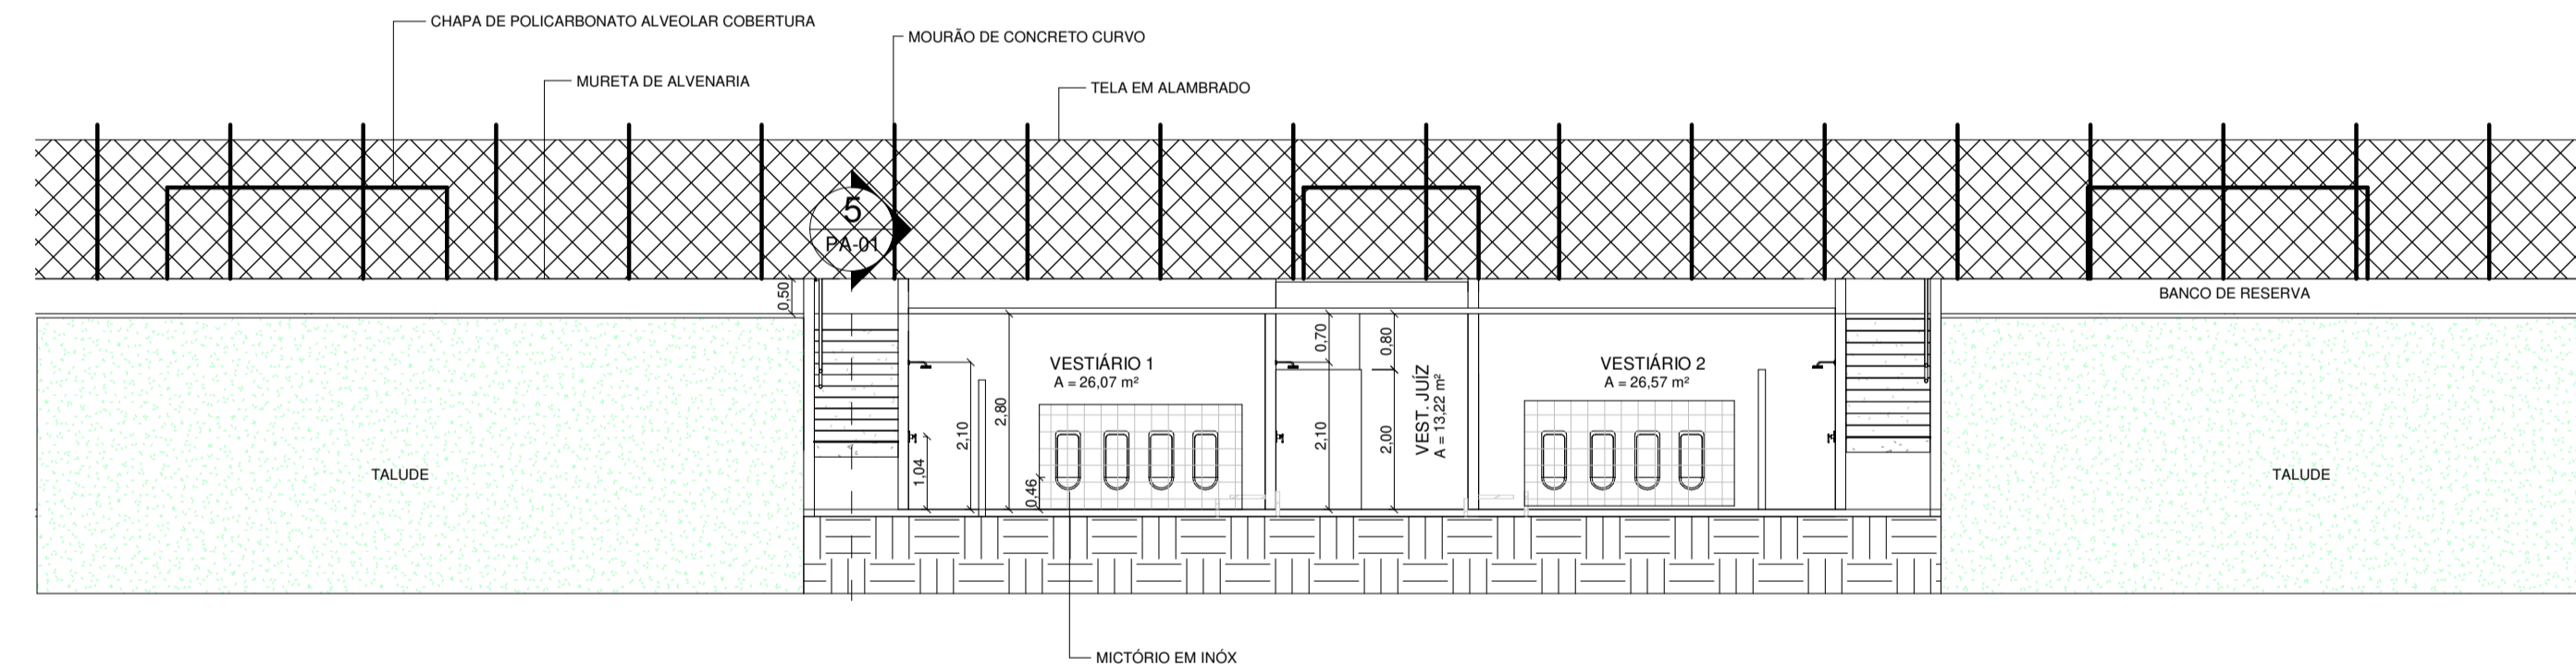 CHAPA DE POLICARBONATO ALVEOLAR COBERTURA
MOURÃO DE CONCRETO CURVO
MURETA DE ALVENARIA
TELA EM ALAMBRADO
5
PA-01
0,50
BANCO DE RESERVA
VESTIÁRIO 1
A = 26,07 m²
0,70
0,80
VEST. JUÍZ
A = 13,22 m²
VESTIÁRIO 2
A = 26,57 m²
2,80
2,10
1,04
0,46
2,10
2,00
TALUDE
TALUDE
MICTÓRIO EM INÓX